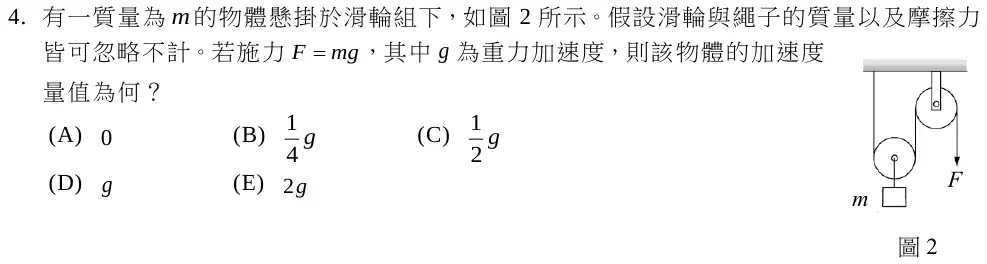 4. 有一質量為 m 的物體懸掛於滑輪組下，如圖 2 所示。假設滑輪與繩子的質量以及摩擦力
皆可忽略不計。若施力 F = mg，其中 g 為重力加速度，則該物體的加速度
量值為何？
(A) 0 (B) 1/4 g (C) 1/2 g
(D) g (E) 2g
F
m
圖 2